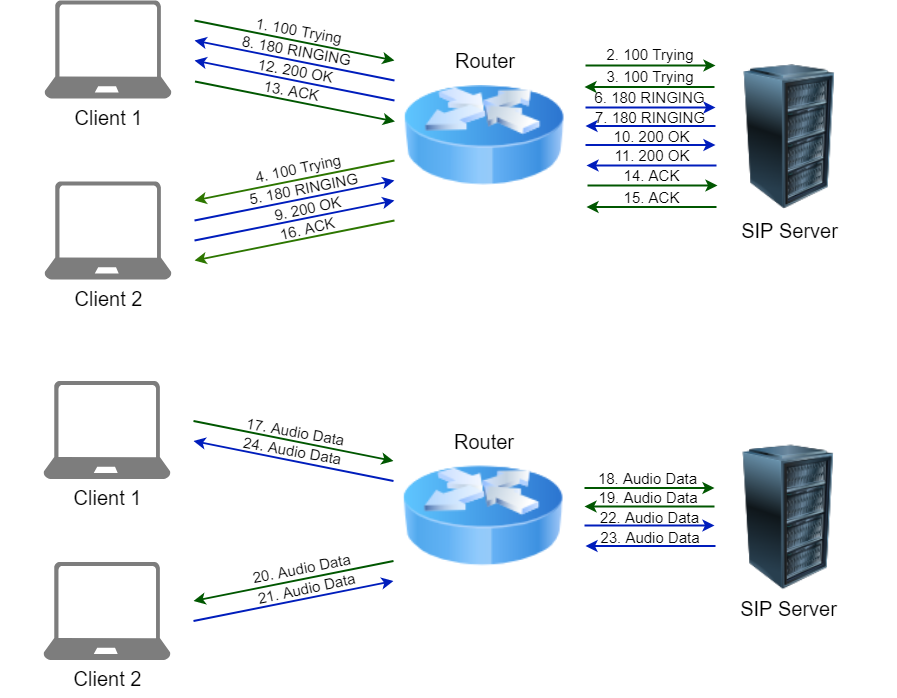 1. 100 Trying
8. 180 RINGING
12. 200 OK
13. ACK
Client 1
Router
2. 100 Trying
3. 100 Trying
6. 180 RINGING
7. 180 RINGING
10. 200 OK
11. 200 OK
14. ACK
15. ACK
SIP Server
4. 100 Trying
5. 180 RINGING
9. 200 OK
16. ACK
Client 2
17. Audio Data
24. Audio Data
Client 1
Router
18. Audio Data
19. Audio Data
22. Audio Data
23. Audio Data
SIP Server
20. Audio Data
21. Audio Data
Client 2